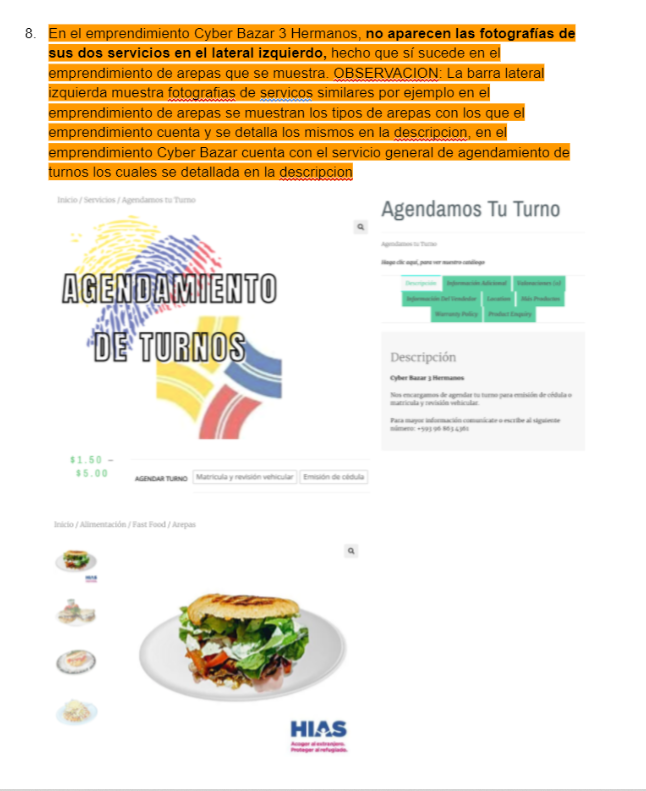 8. En el emprendimiento Cyber Bazar 3 Hermanos, no aparecen las fotografías de
sus dos servicios en el lateral izquierdo, hecho que sí sucede en el
emprendimiento de arepas que se muestra. OBSERVACION: La barra lateral
izquierda muestra fotografias de servicos similares por ejemplo en el
emprendimiento de arepas se muestran los tipos de arepas con los que el
emprendimiento cuenta y se detalla los mismos en la descripcion, en el
emprendimiento Cyber Bazar cuenta con el servicio general de agendamiento de
turnos los cuales se detallada en la descripcion
Inicio / Servicios / Agendamos tu Turno
AGENDAMIENTO
DE TURNOS
$1.50 –
$5.00
AGENDAR TURNO Matricula y revisión vehicular Emisión de cédula
Agendamos Tu Turno
Agendamos tu Turno
Haga clic aquí, para ver nuestro catálogo
Descripción Información Adicional Valoraciones (0)
Información Del Vendedor Location Más Productos
Warranty Policy Product Enquiry
Descripción
Cyber Bazar 3 Hermanos
Nos encargamos de agendar tu turno para emisión de cédula o
matricula y revisión vehicular.
Para mayor información comunícate o escribe al siguiente
número: +593 96 863 4361
Inicio / Alimentación / Fast Food / Arepas
HIAS
Acoger al extranjero.
Proteger al refugiado.